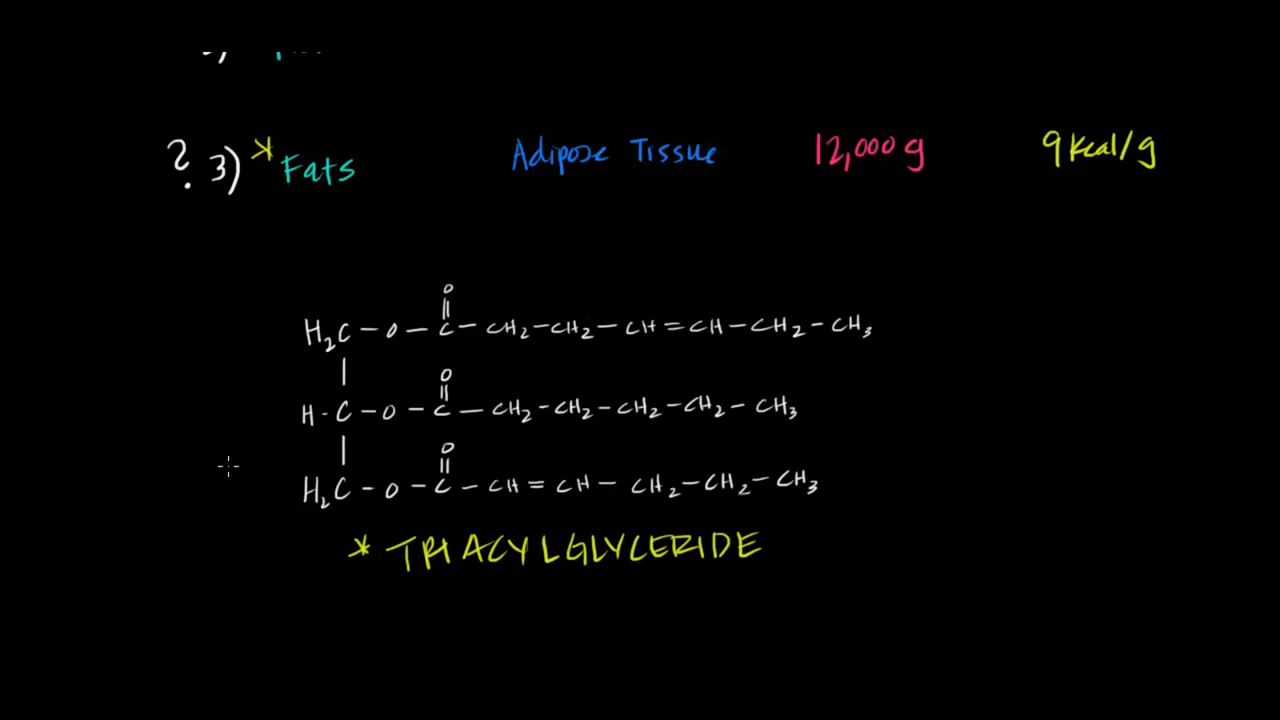 ? 3) * Fats Adipose Tissue 12,000 g 9 Kcal/g
O
||
H₂C - O - C - CH₂ - CH₂ - CH = CH - CH₂ - CH₃
| O
||
H - C - O - C - CH₂ - CH₂ - CH₂ - CH₂ - CH₃
| O
||
H₂C - O - C - CH = CH - CH₂ - CH₂ - CH₃
* TRIACYLGLYCERIDE